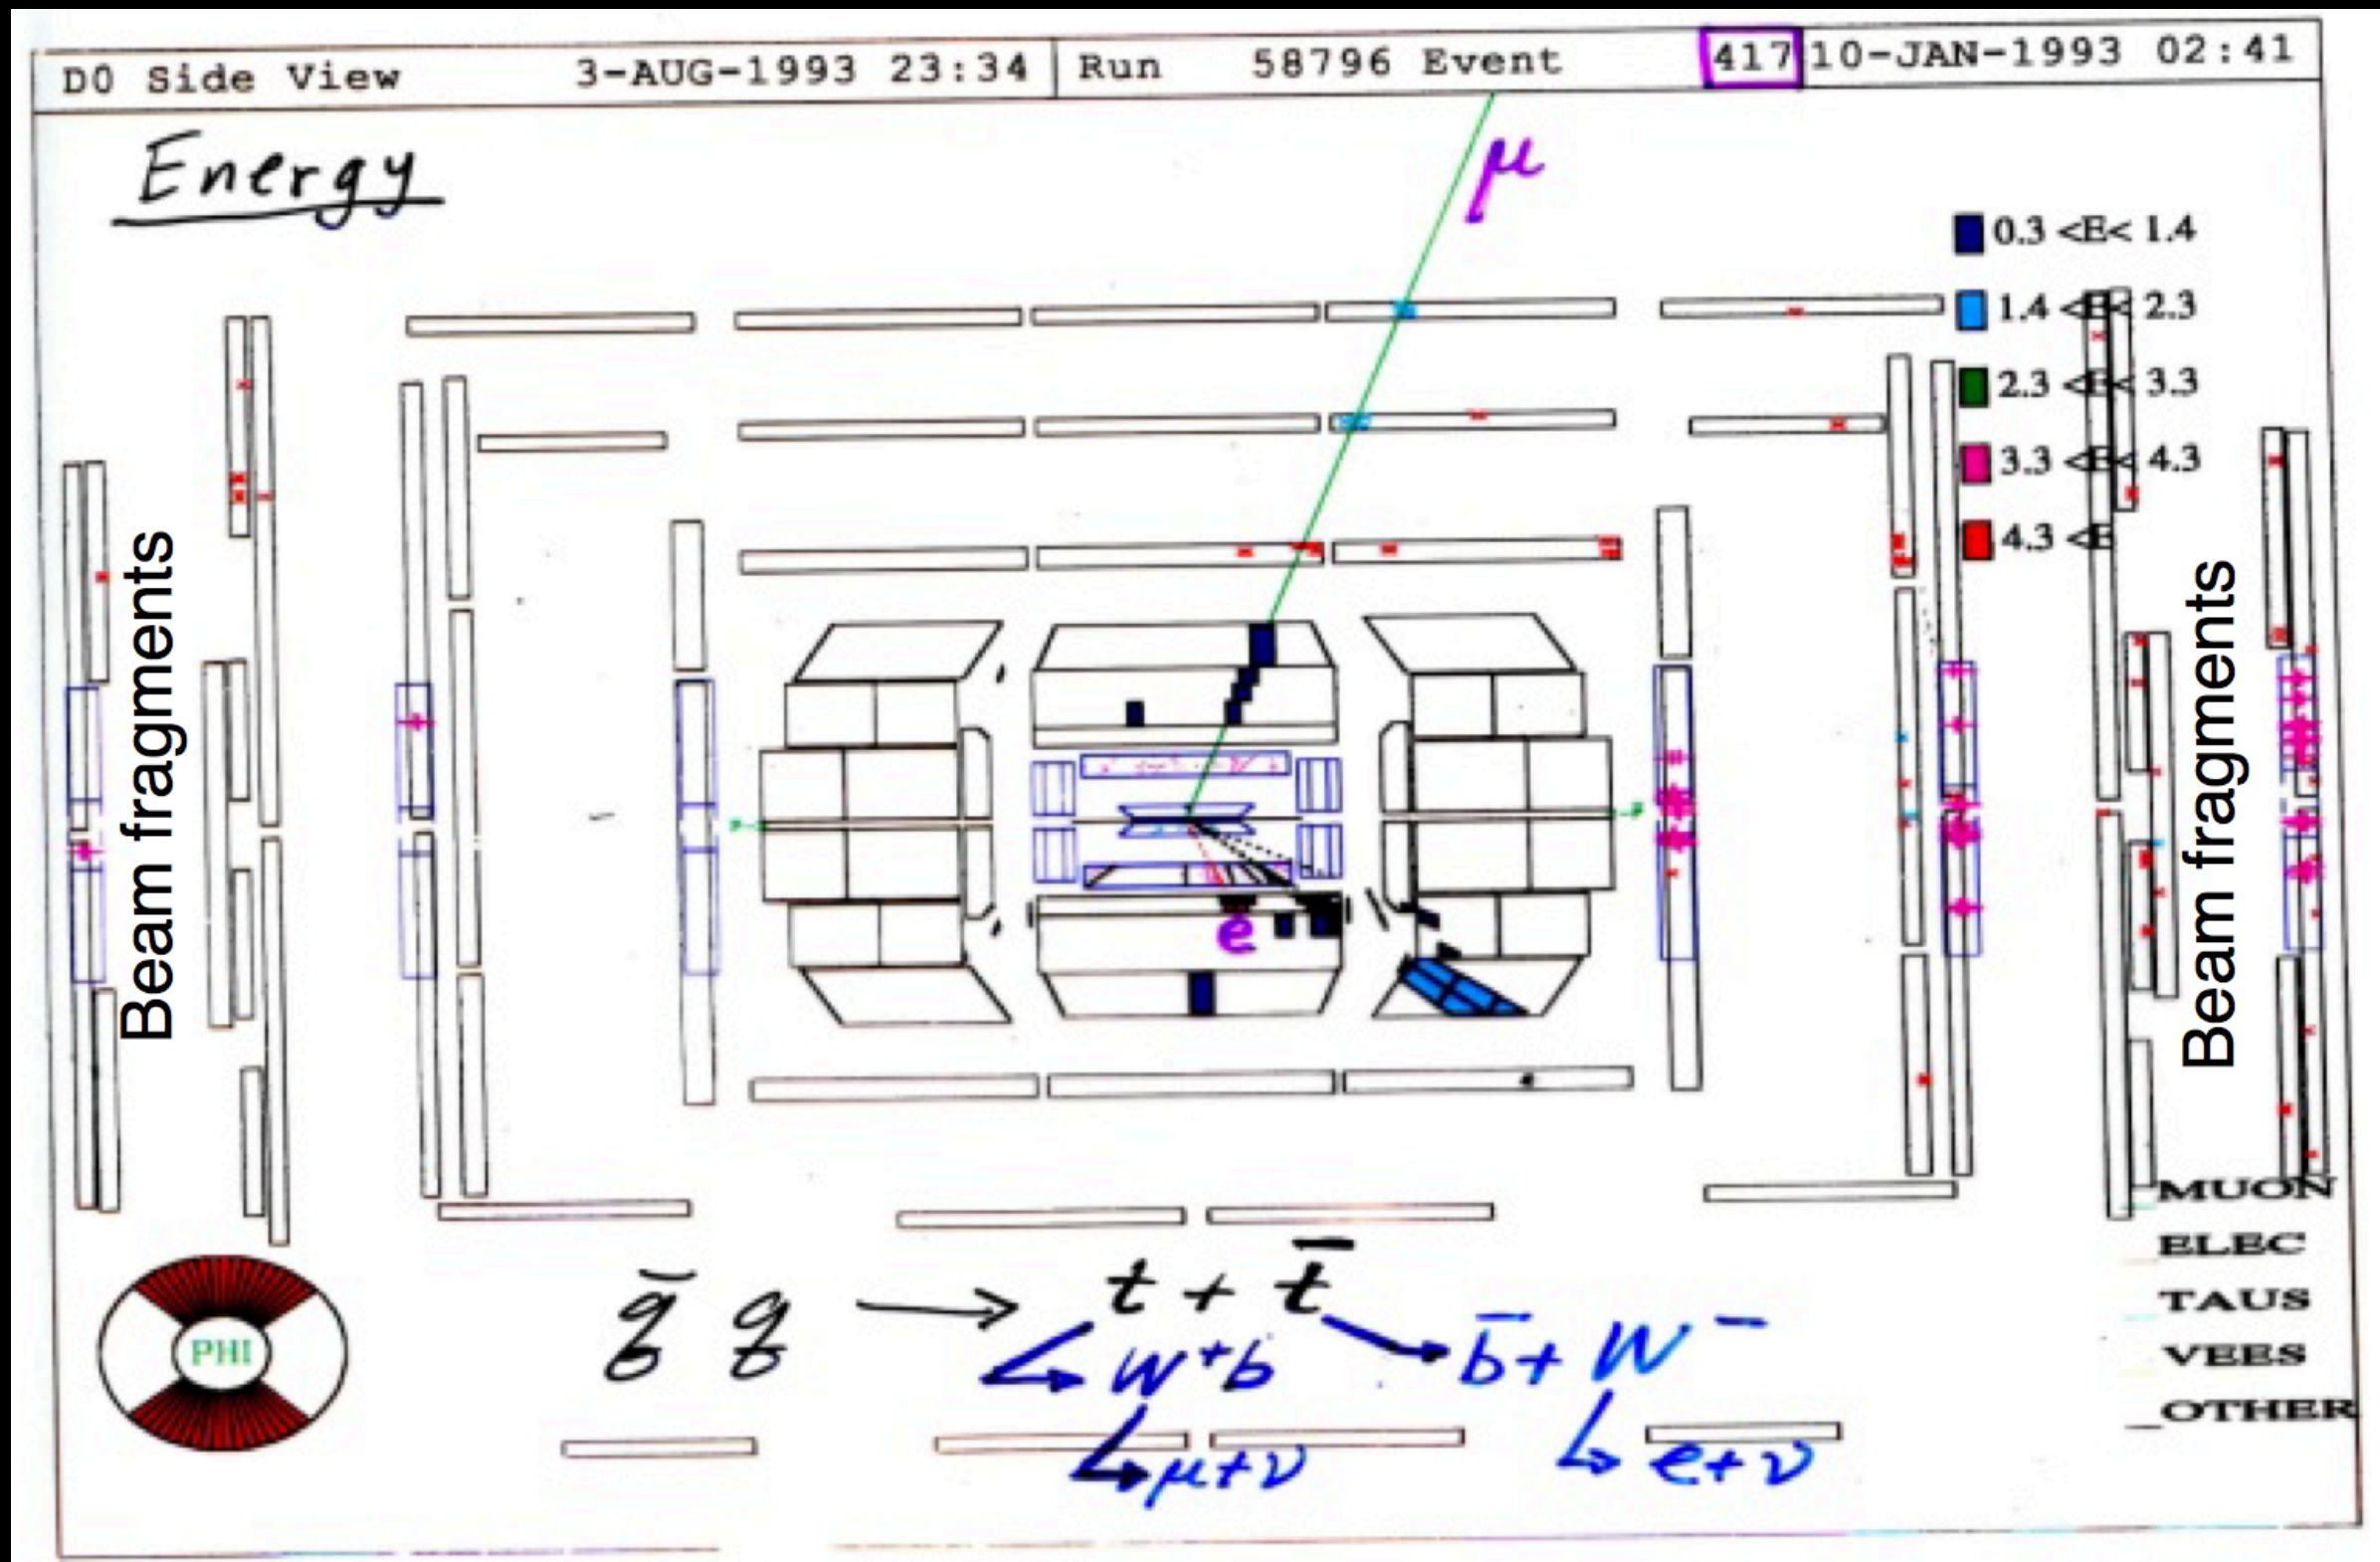 D0 Side View 3-AUG-1993 23:34 Run 58796 Event 417 10-JAN-1993 02:41
Energy
μ
0.3 <E< 1.4
1.4 <E< 2.3
2.3 <E< 3.3
3.3 <E< 4.3
4.3 <E
Beam fragments
Beam fragments
e
MUON
ELEC
TAUS
VEES
_OTHER
PHI
q̄ q → t + t̄
W⁺b
b̄ + W⁻
μ+ν
e+ν